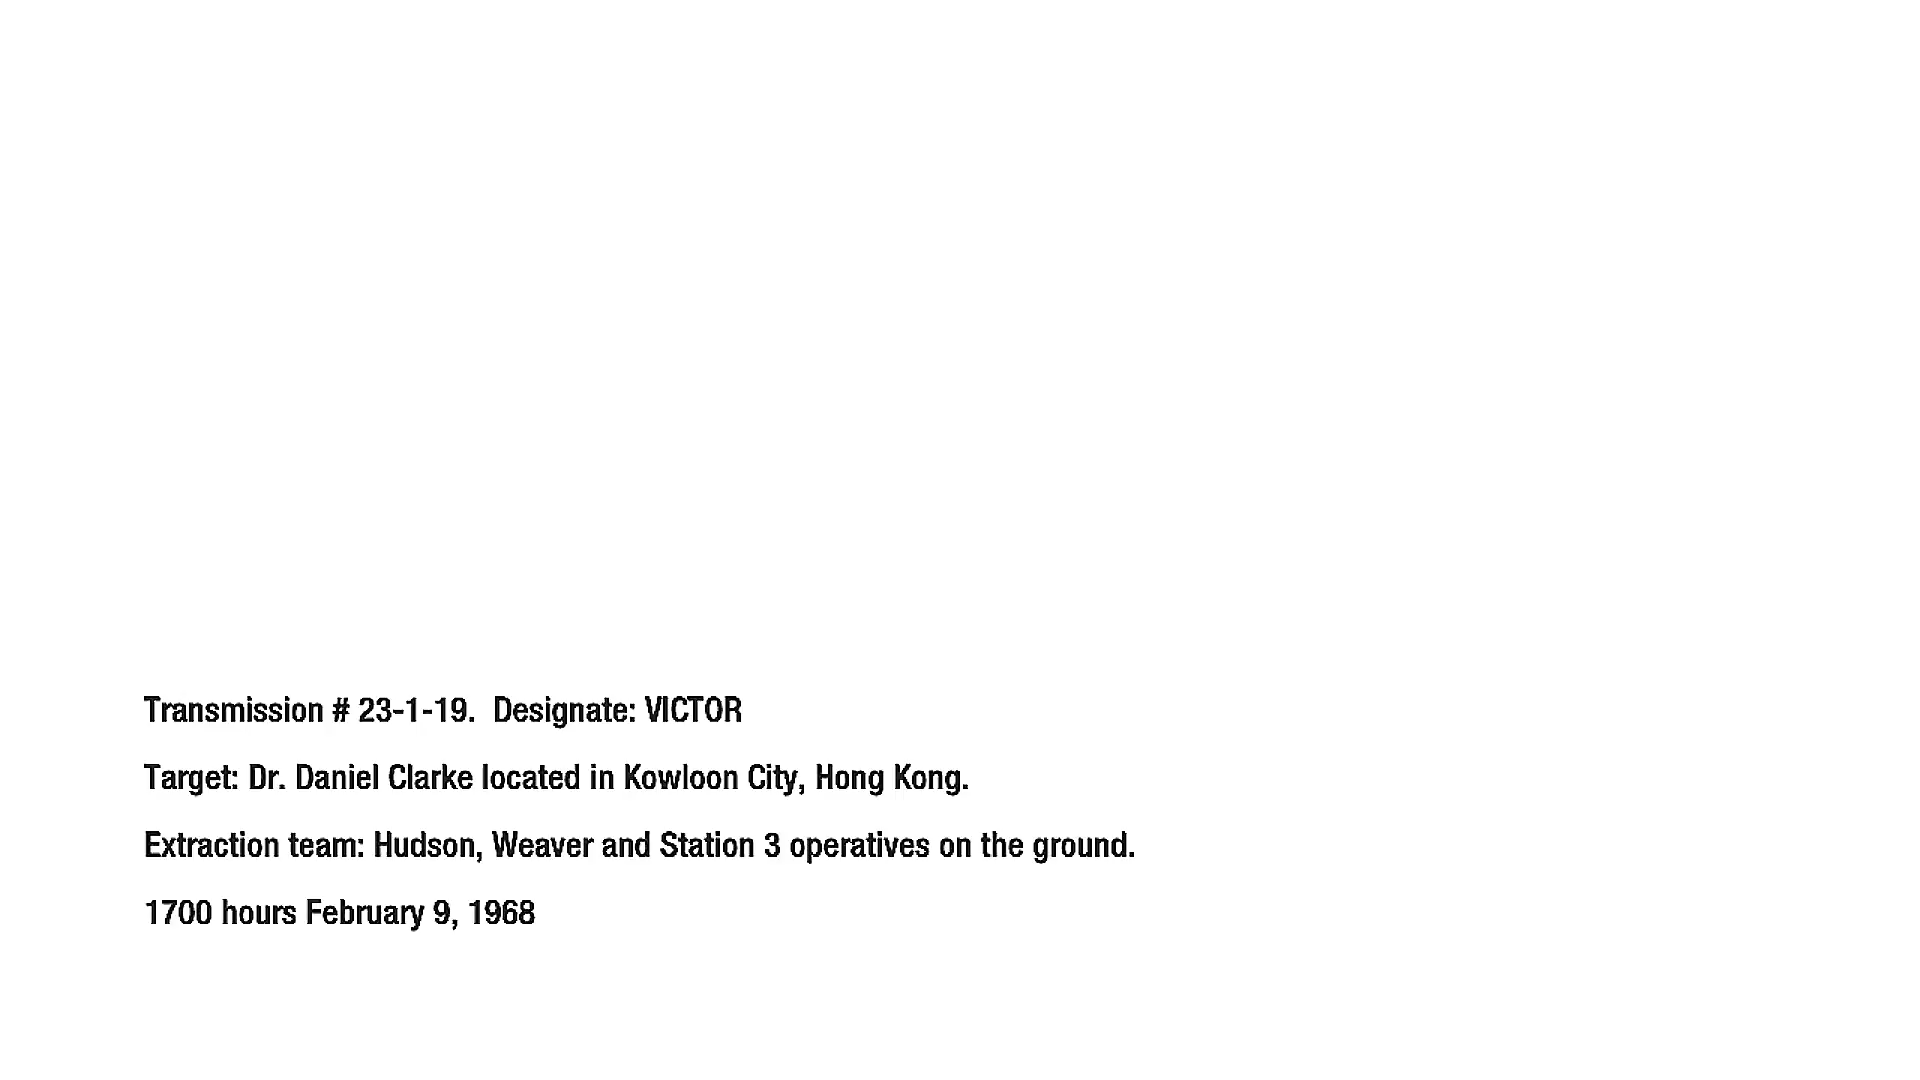 Transmission # 23-1-19.  Designate: VICTOR
Target: Dr. Daniel Clarke located in Kowloon City, Hong Kong.
Extraction team: Hudson, Weaver and Station 3 operatives on the ground.
1700 hours February 9, 1968